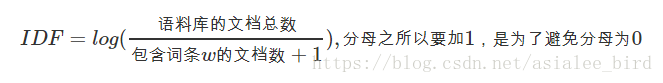 IDF = log(语料库的文档总数 / 包含词条w的文档数 + 1), 分母之所以要加1，是为了避免分母为0
https://blog.csdn.net/asialee_bird